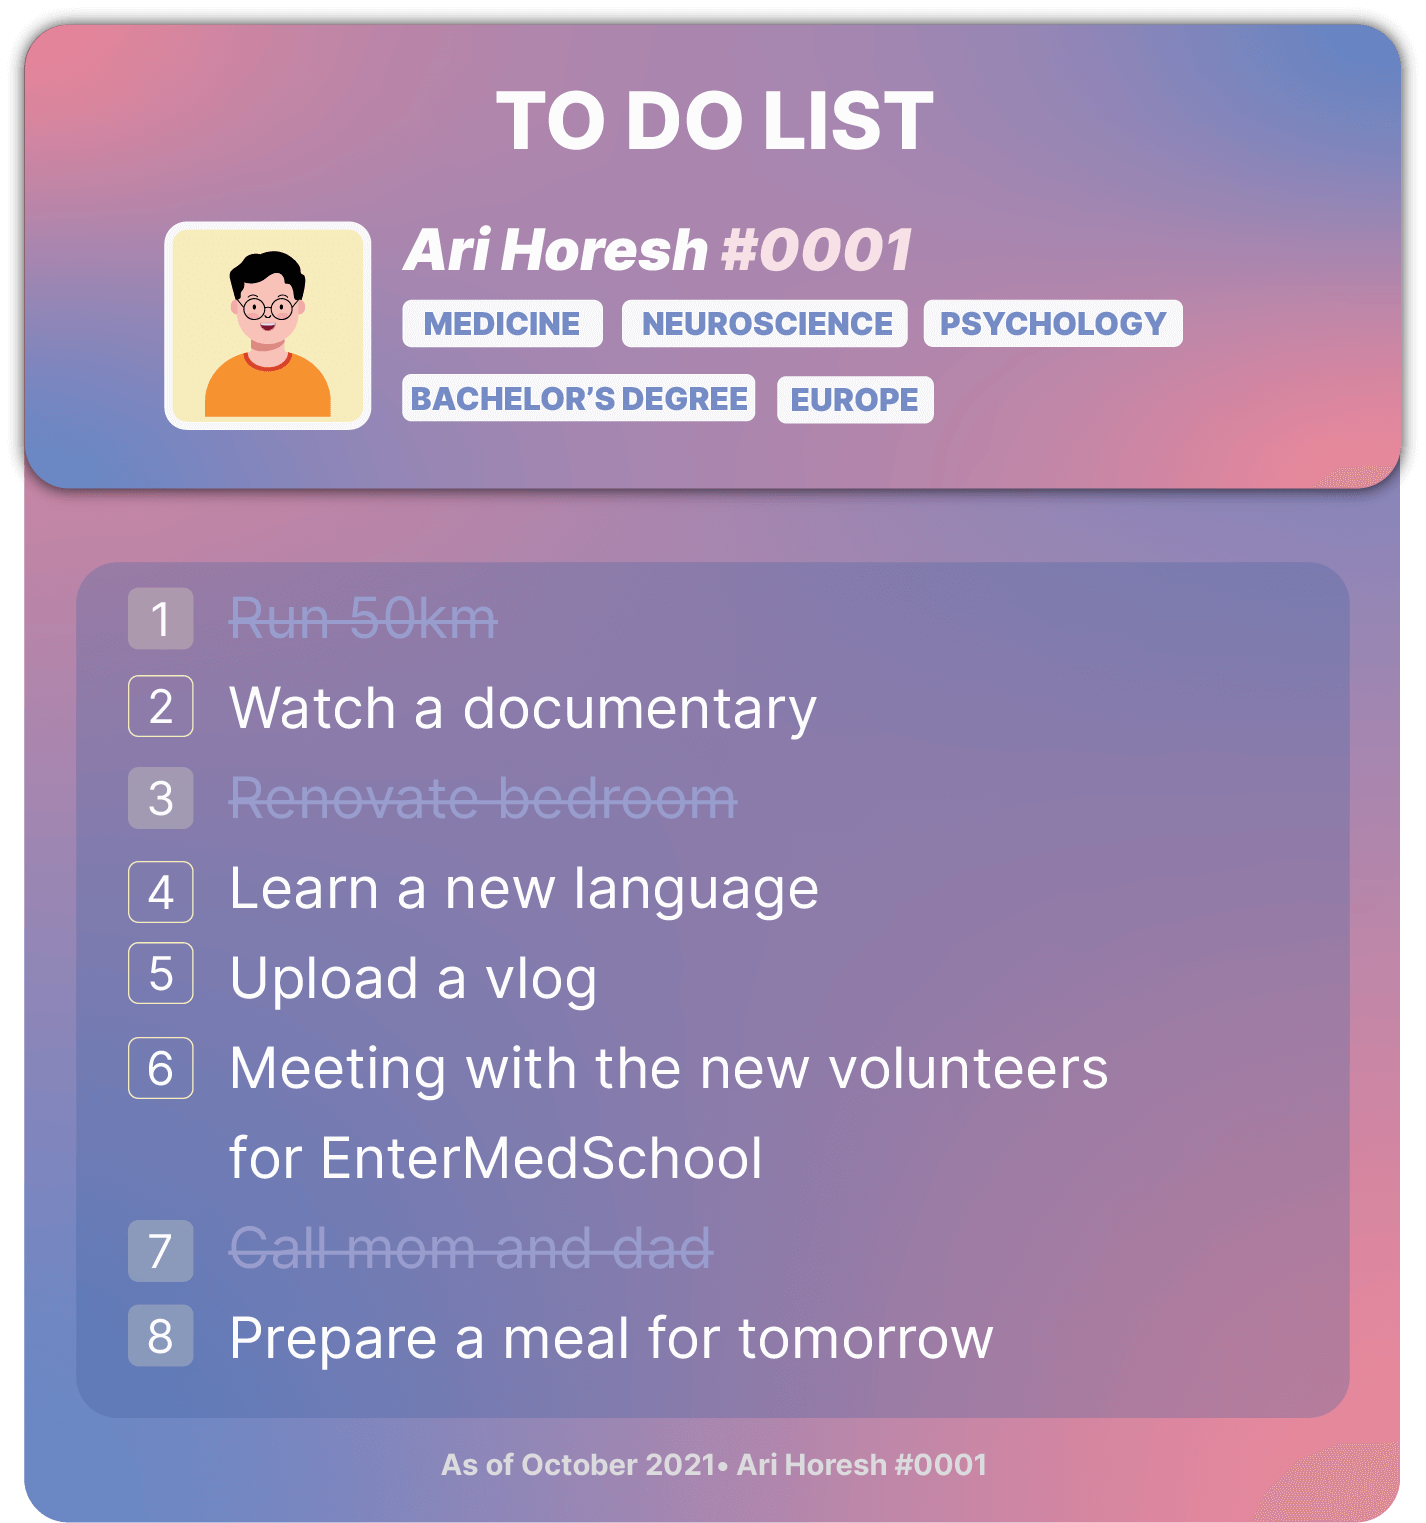 TO DO LIST
Ari Horesh #0001
MEDICINE NEUROSCIENCE PSYCHOLOGY
BACHELOR'S DEGREE EUROPE
1 Run 50km
2 Watch a documentary
3 Renovate bedroom
4 Learn a new language
5 Upload a vlog
6 Meeting with the new volunteers
for EnterMedSchool
7 Call mom and dad
8 Prepare a meal for tomorrow
As of October 2021• Ari Horesh #0001